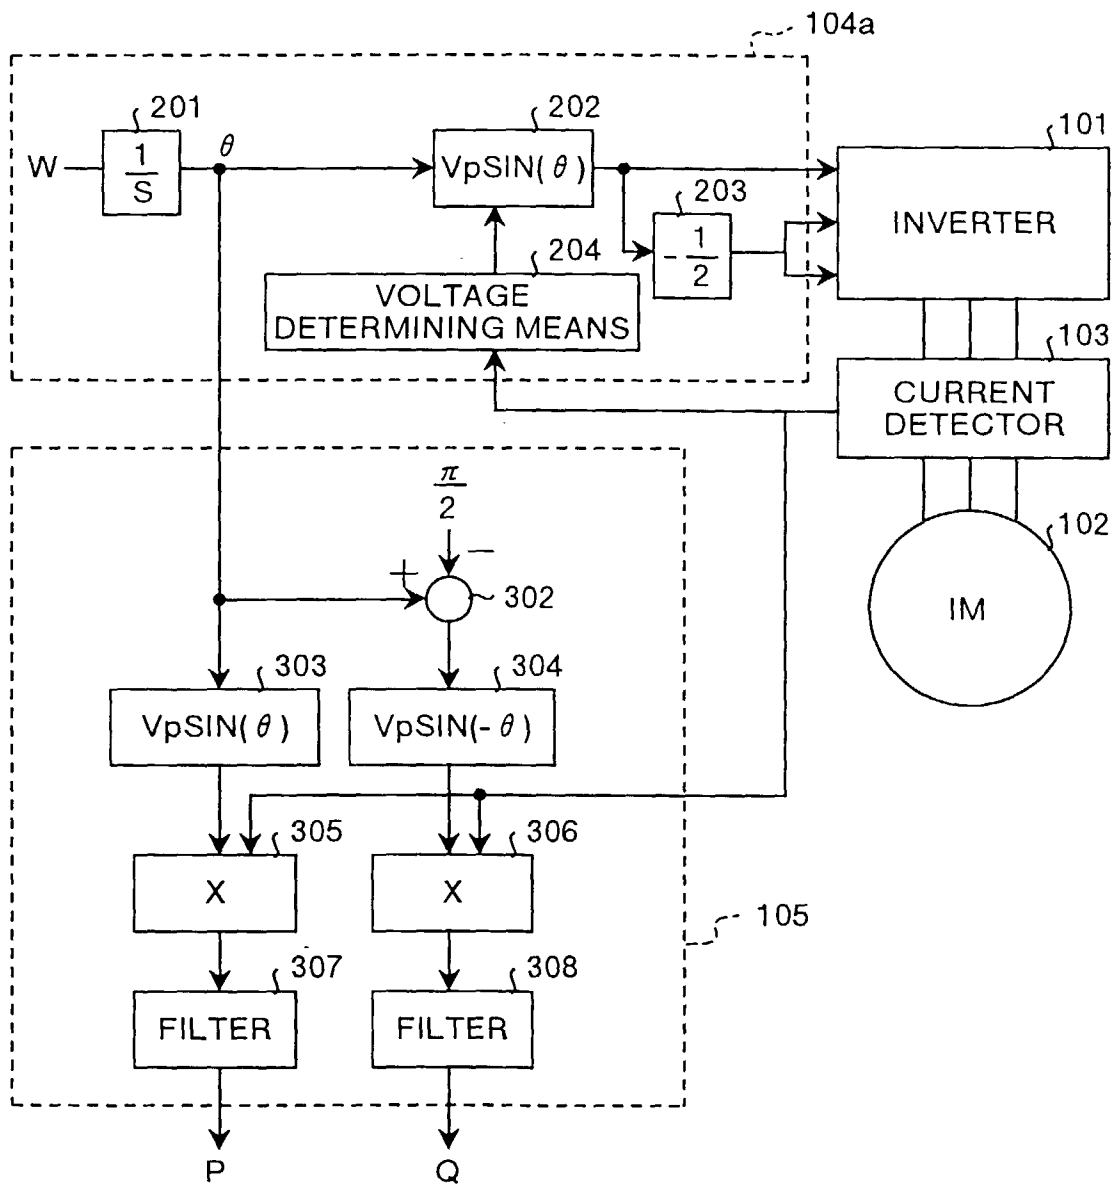 104a
201
202
101
W
1
S
θ
VpSIN( θ )
203
- 1
2
INVERTER
204
VOLTAGE
DETERMINING MEANS
103
CURRENT
DETECTOR
π
2
102
−
+
302
IM
303
304
VpSIN( θ )
VpSIN(- θ )
305
306
X
X
105
307
308
FILTER
FILTER
P
Q